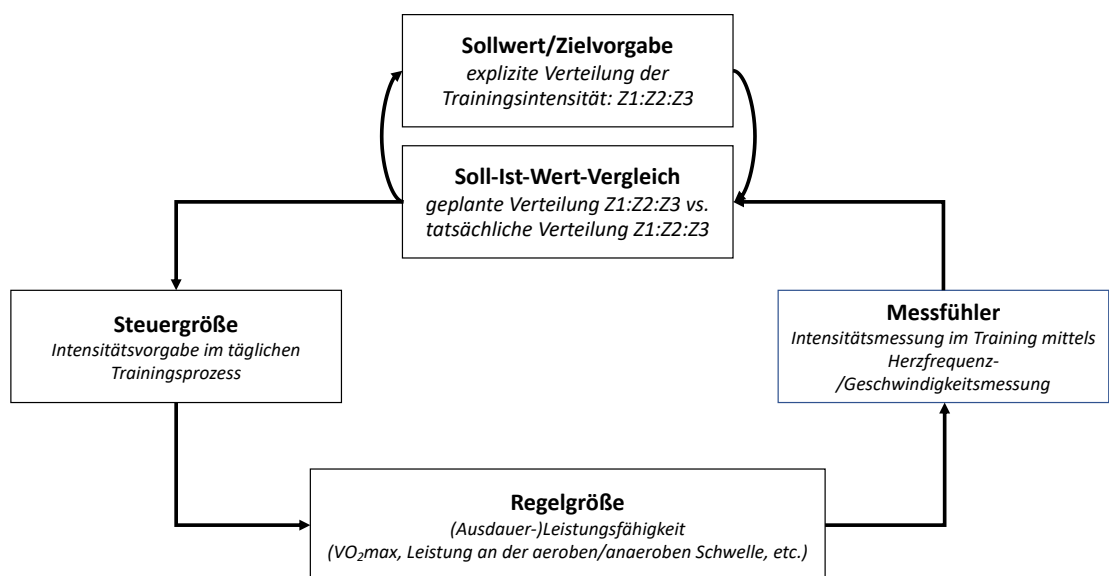 Sollwert/Zielvorgabe
explizite Verteilung der
Trainingsintensität: Z1:Z2:Z3
Soll-Ist-Wert-Vergleich
geplante Verteilung Z1:Z2:Z3 vs.
tatsächliche Verteilung Z1:Z2:Z3
Steuergröße
Intensitätsvorgabe im täglichen
Trainingsprozess
Messfühler
Intensitätsmessung im Training mittels
Herzfrequenz-
/Geschwindigkeitsmessung
Regelgröße
(Ausdauer-)Leistungsfähigkeit
(VO₂max, Leistung an der aeroben/anaeroben Schwelle, etc.)